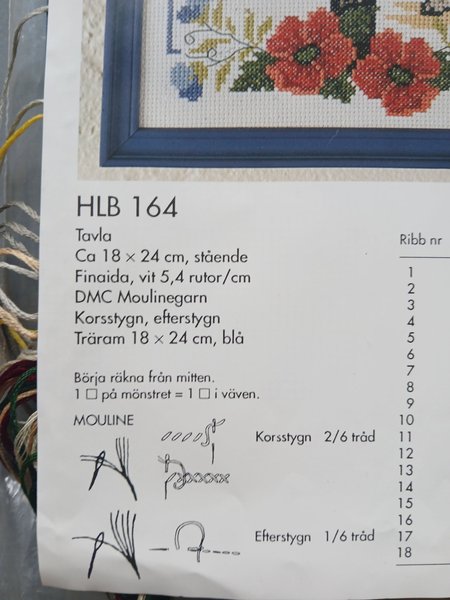 HLB 164
Tavla
Ca 18 × 24 cm, stående
Finaida, vit 5,4 rutor/cm
DMC Moulinegarn
Korsstygn, efterstygn
Träram 18 × 24 cm, blå
Börja räkna från mitten.
1 □ på mönstret = 1 □ i väven.
MOULINE
Korsstygn 2/6 tråd
Efterstygn 1/6 tråd
Ribb nr
1
2
3
4
5
6
7
8
9
10
11
12
13
14
15
16
17
18